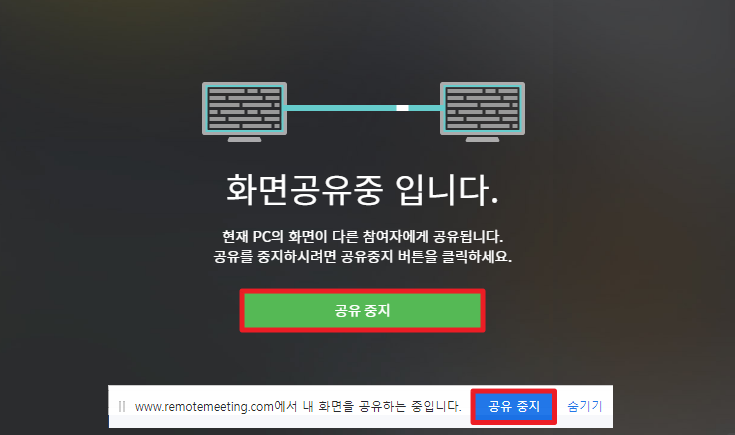 화면공유중 입니다.
현재 PC의 화면이 다른 참여자에게 공유됩니다.
공유를 중지하시려면 공유중지 버튼을 클릭하세요.
공유 중지
www.remotemeeting.com에서 내 화면을 공유하는 중입니다. 공유 중지 숨기기